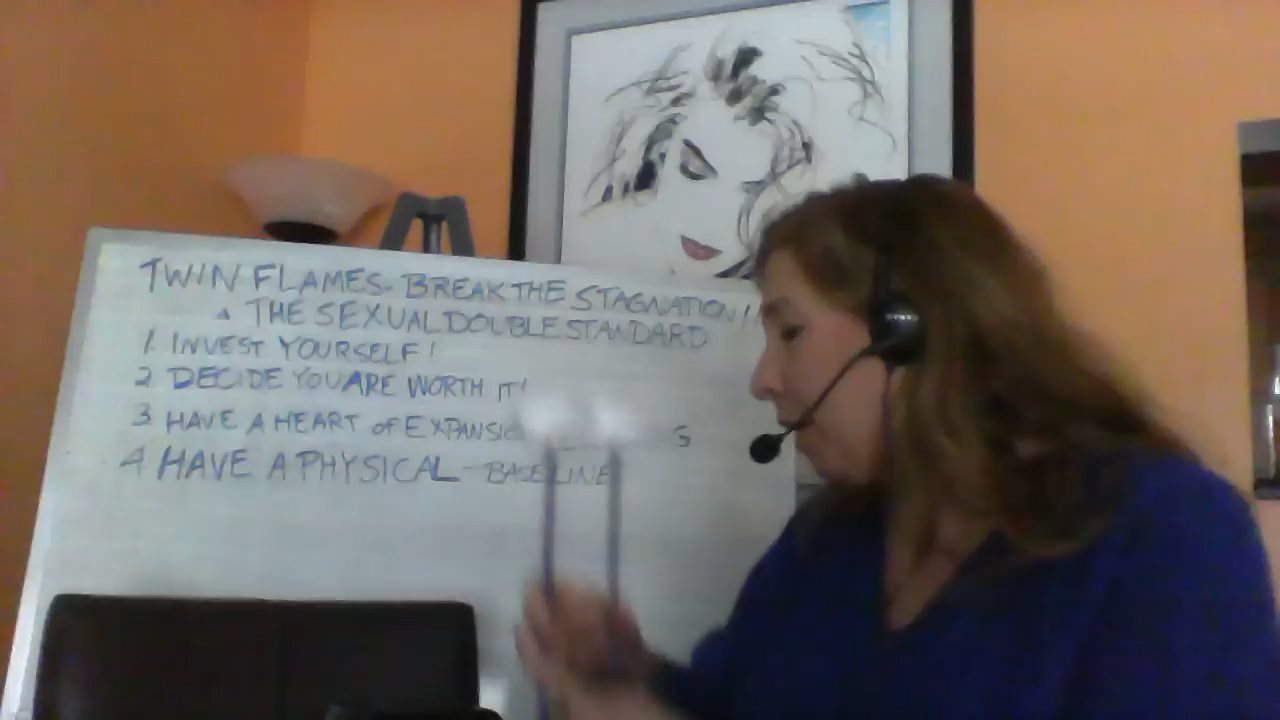 TWIN FLAMES- BREAK THE STAGNATION!
THE SEXUAL DOUBLE STANDARD
1. INVEST YOURSELF!
2 DECIDE YOU ARE WORTH IT!
3 HAVE A HEART OF
4 HAVE A PHYSICAL - BASELINE